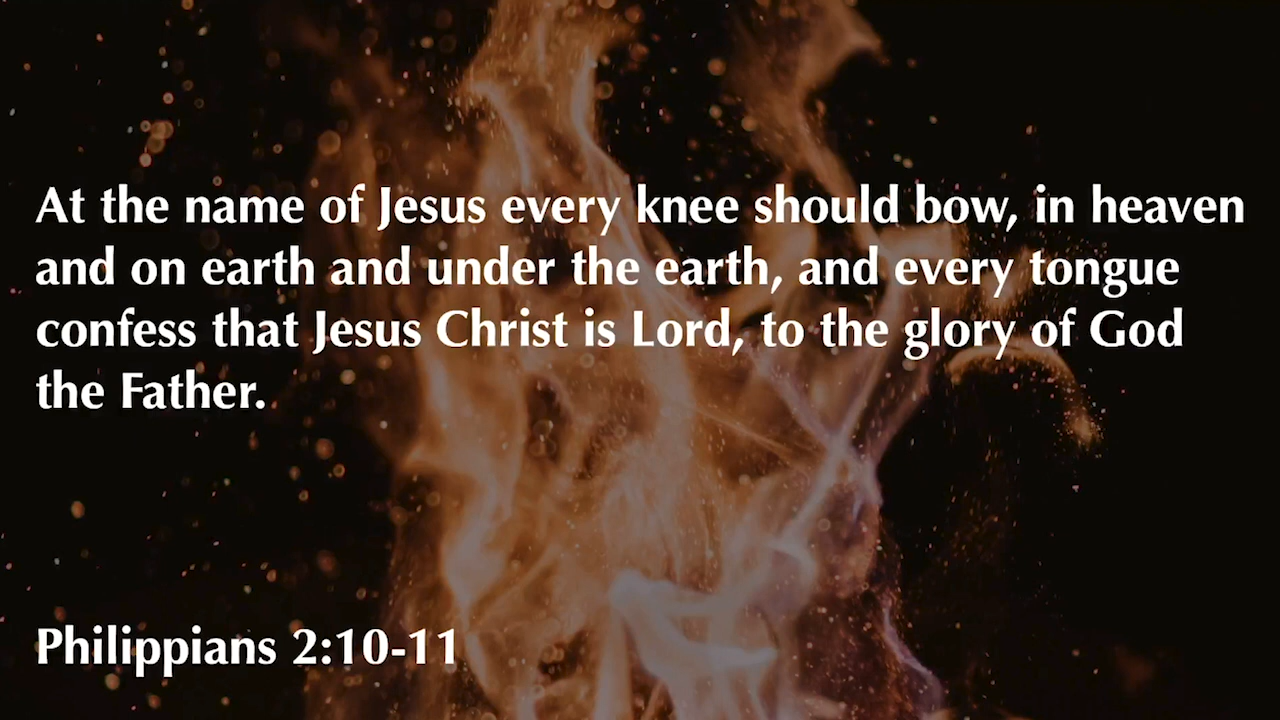 At the name of Jesus every knee should bow, in heaven
and on earth and under the earth, and every tongue
confess that Jesus Christ is Lord, to the glory of God
the Father.
Philippians 2:10-11